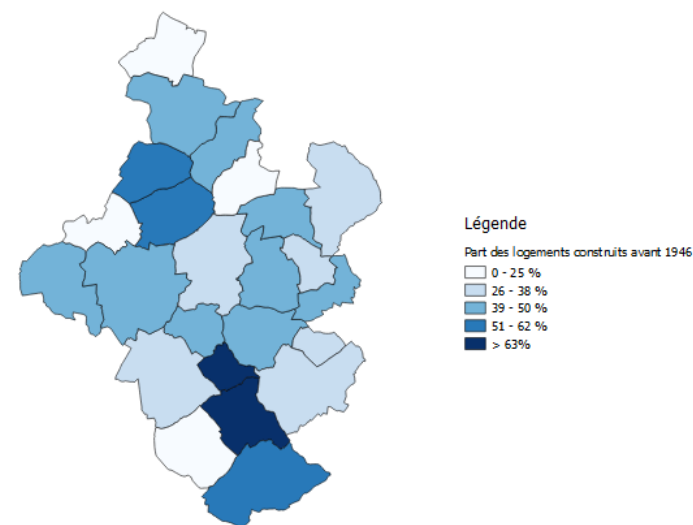 Légende
Part des logements construits avant 1946
0 - 25 %
26 - 38 %
39 - 50 %
51 - 62 %
> 63%